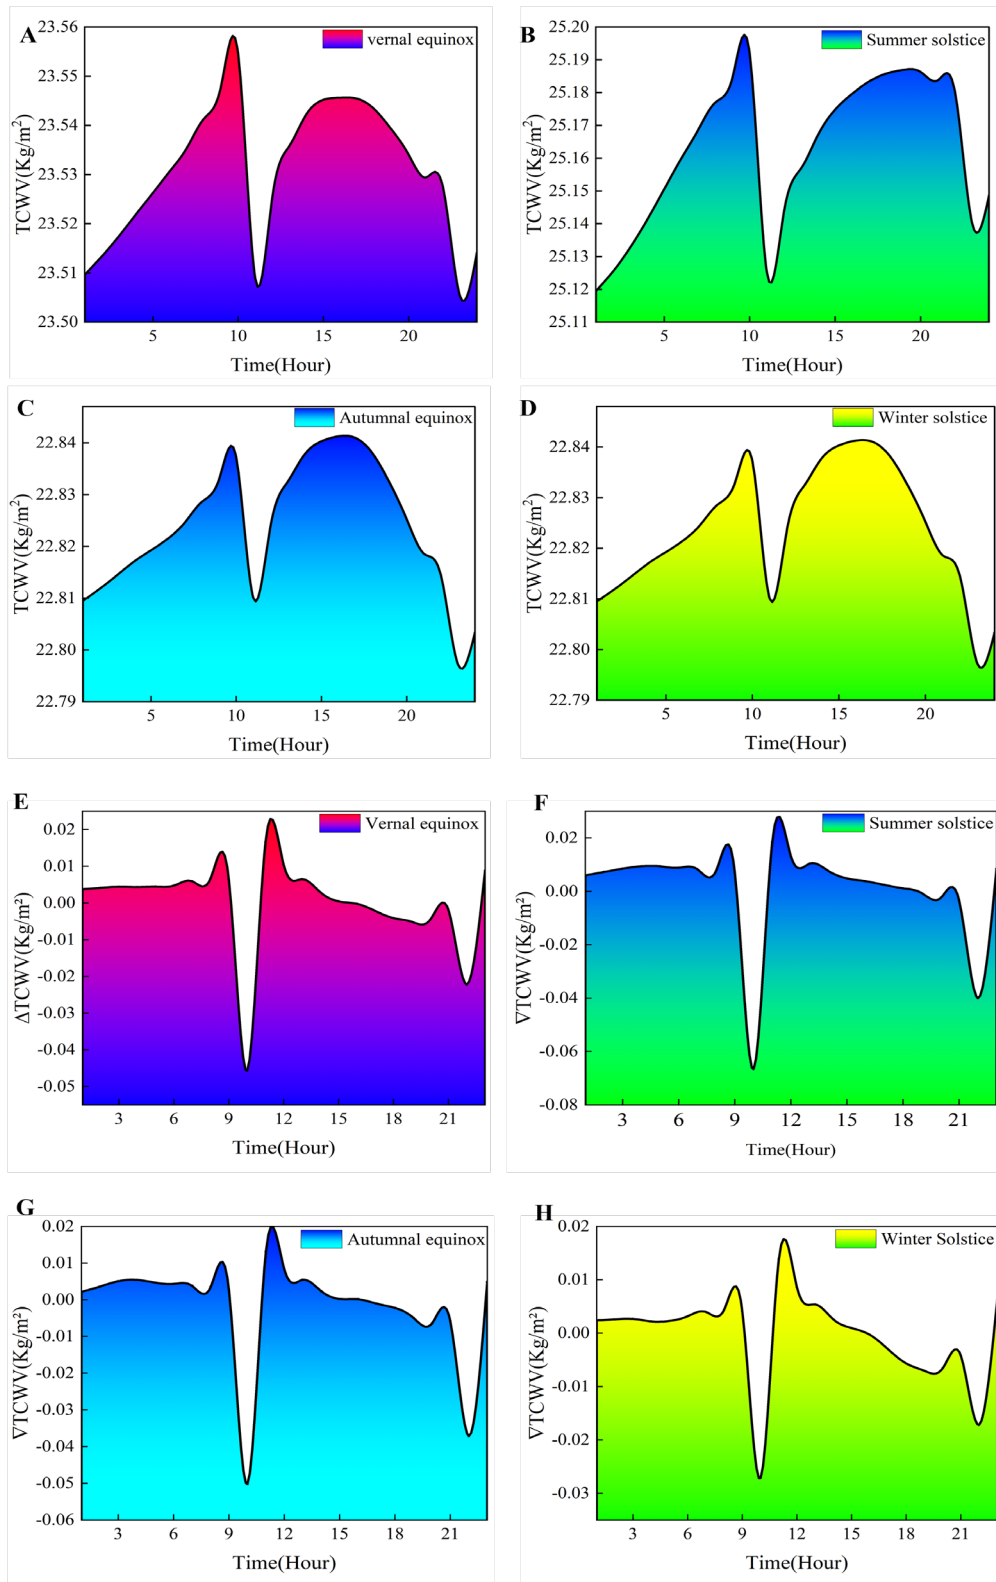 A
vernal equinox
TCWV(Kg/m²)
23.56
23.55
23.54
23.53
23.52
23.51
23.50
5 10 15 20
Time(Hour)
B
Summer solstice
TCWV(Kg/m²)
25.20
25.19
25.18
25.17
25.16
25.15
25.14
25.13
25.12
25.11
5 10 15 20
Time(Hour)
C
Autumnal equinox
TCWV(Kg/m²)
22.84
22.83
22.82
22.81
22.80
22.79
5 10 15 20
Time(Hour)
D
Winter solstice
TCWV(Kg/m²)
22.84
22.83
22.82
22.81
22.80
22.79
5 10 15 20
Time(Hour)
E
Vernal equinox
ΔTCWV(Kg/m²)
0.02
0.01
0.00
-0.01
-0.02
-0.03
-0.04
-0.05
3 6 9 12 15 18 21
Time(Hour)
F
Summer solstice
∇TCWV(Kg/m²)
0.02
0.00
-0.02
-0.04
-0.06
-0.08
3 6 9 12 15 18 21
Time(Hour)
G
Autumnal equinox
∇TCWV(Kg/m²)
0.02
0.01
0.00
-0.01
-0.02
-0.03
-0.04
-0.05
-0.06
3 6 9 12 15 18 21
Time(Hour)
H
Winter Solstice
∇TCWV(Kg/m²)
0.02
0.01
0.00
-0.01
-0.02
-0.03
3 6 9 12 15 18 21
Time(Hour)